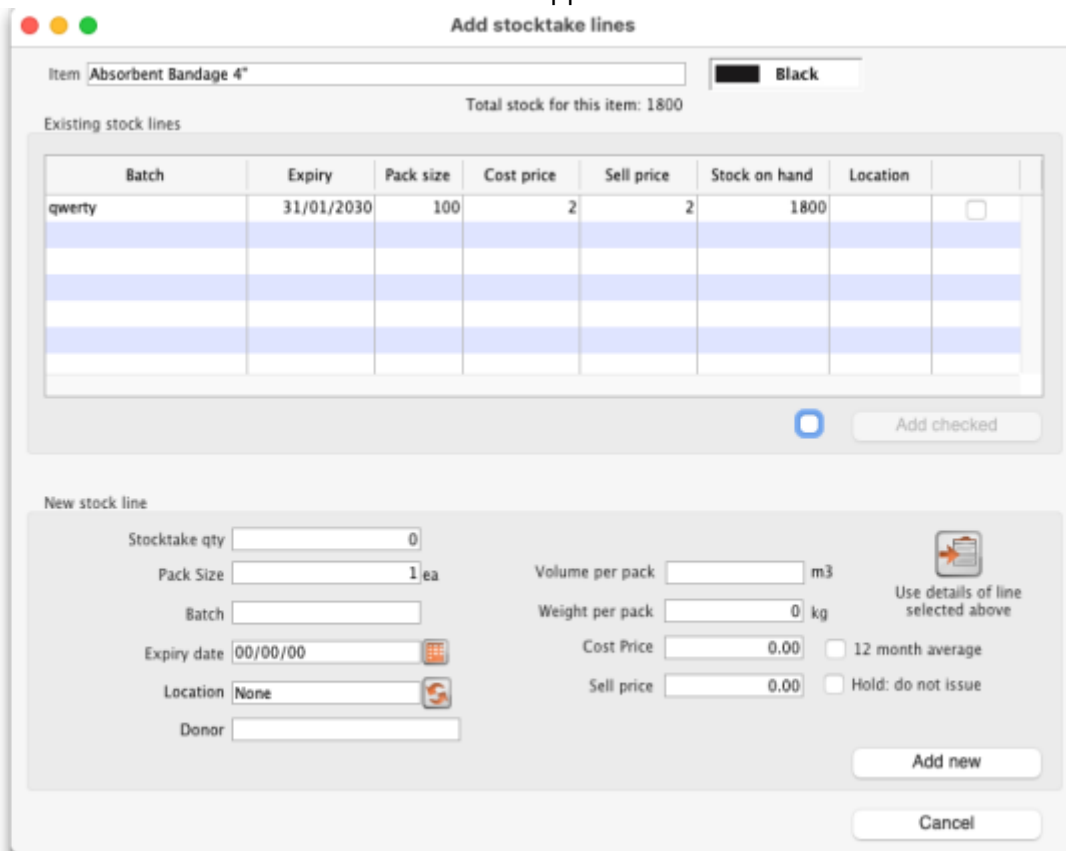 Add stocktake lines
Item Absorbent Bandage 4" Black
Total stock for this item: 1800
Existing stock lines
Batch Expiry Pack size Cost price Sell price Stock on hand Location
qwerty 31/01/2030 100 2 2 1800
Add checked
New stock line
Stocktake qty 0
Pack Size 1 ea
Batch
Expiry date 00/00/00
Location None
Donor
Volume per pack m3
Weight per pack 0 kg
Cost Price 0.00 12 month average
Sell price 0.00 Hold: do not issue
Use details of line
selected above
Add new
Cancel